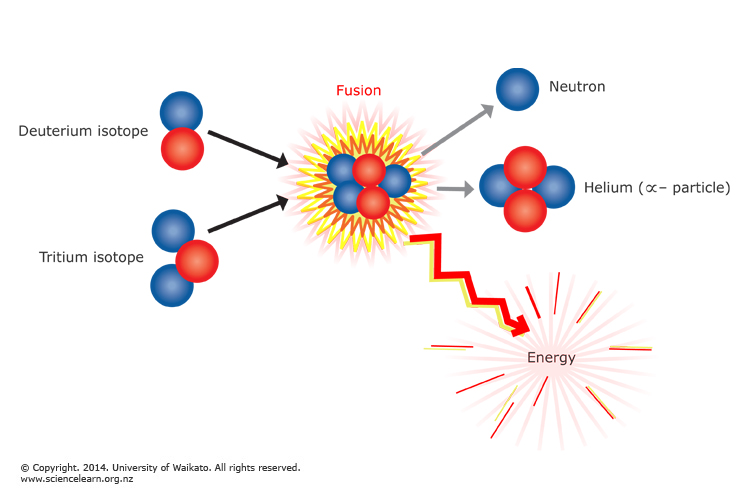 Fusion
Neutron
Deuterium isotope
Helium (∝– particle)
Tritium isotope
Energy
© Copyright. 2014. University of Waikato. All rights reserved.
www.sciencelearn.org.nz